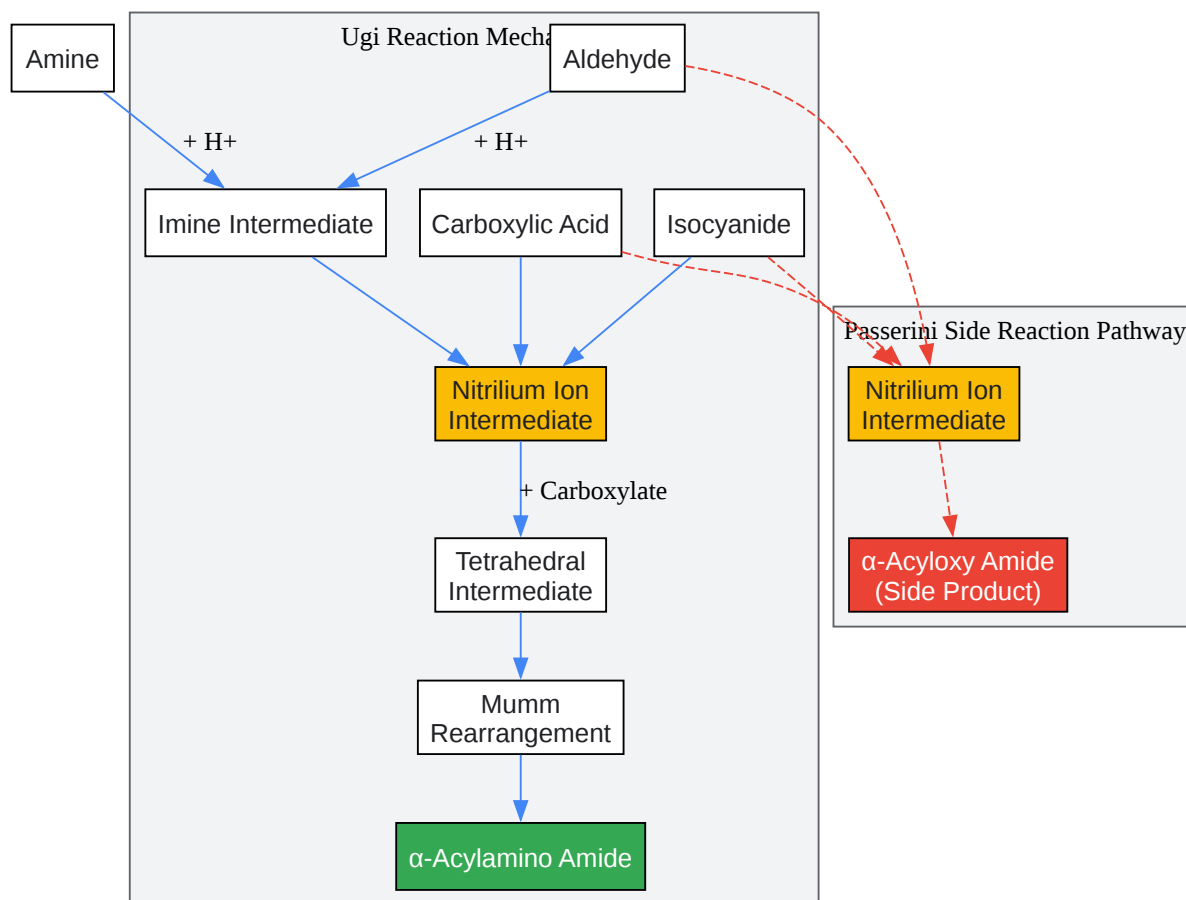 Ugi Reaction Mecha
Amine
Aldehyde
+ H+
+ H+
Imine Intermediate
Carboxylic Acid
Isocyanide
Passerini Side Reaction Pathway
Nitrilium Ion
Intermediate
Nitrilium Ion
Intermediate
+ Carboxylate
Tetrahedral
Intermediate
α-Acyloxy Amide
(Side Product)
Mumm
Rearrangement
α-Acylamino Amide